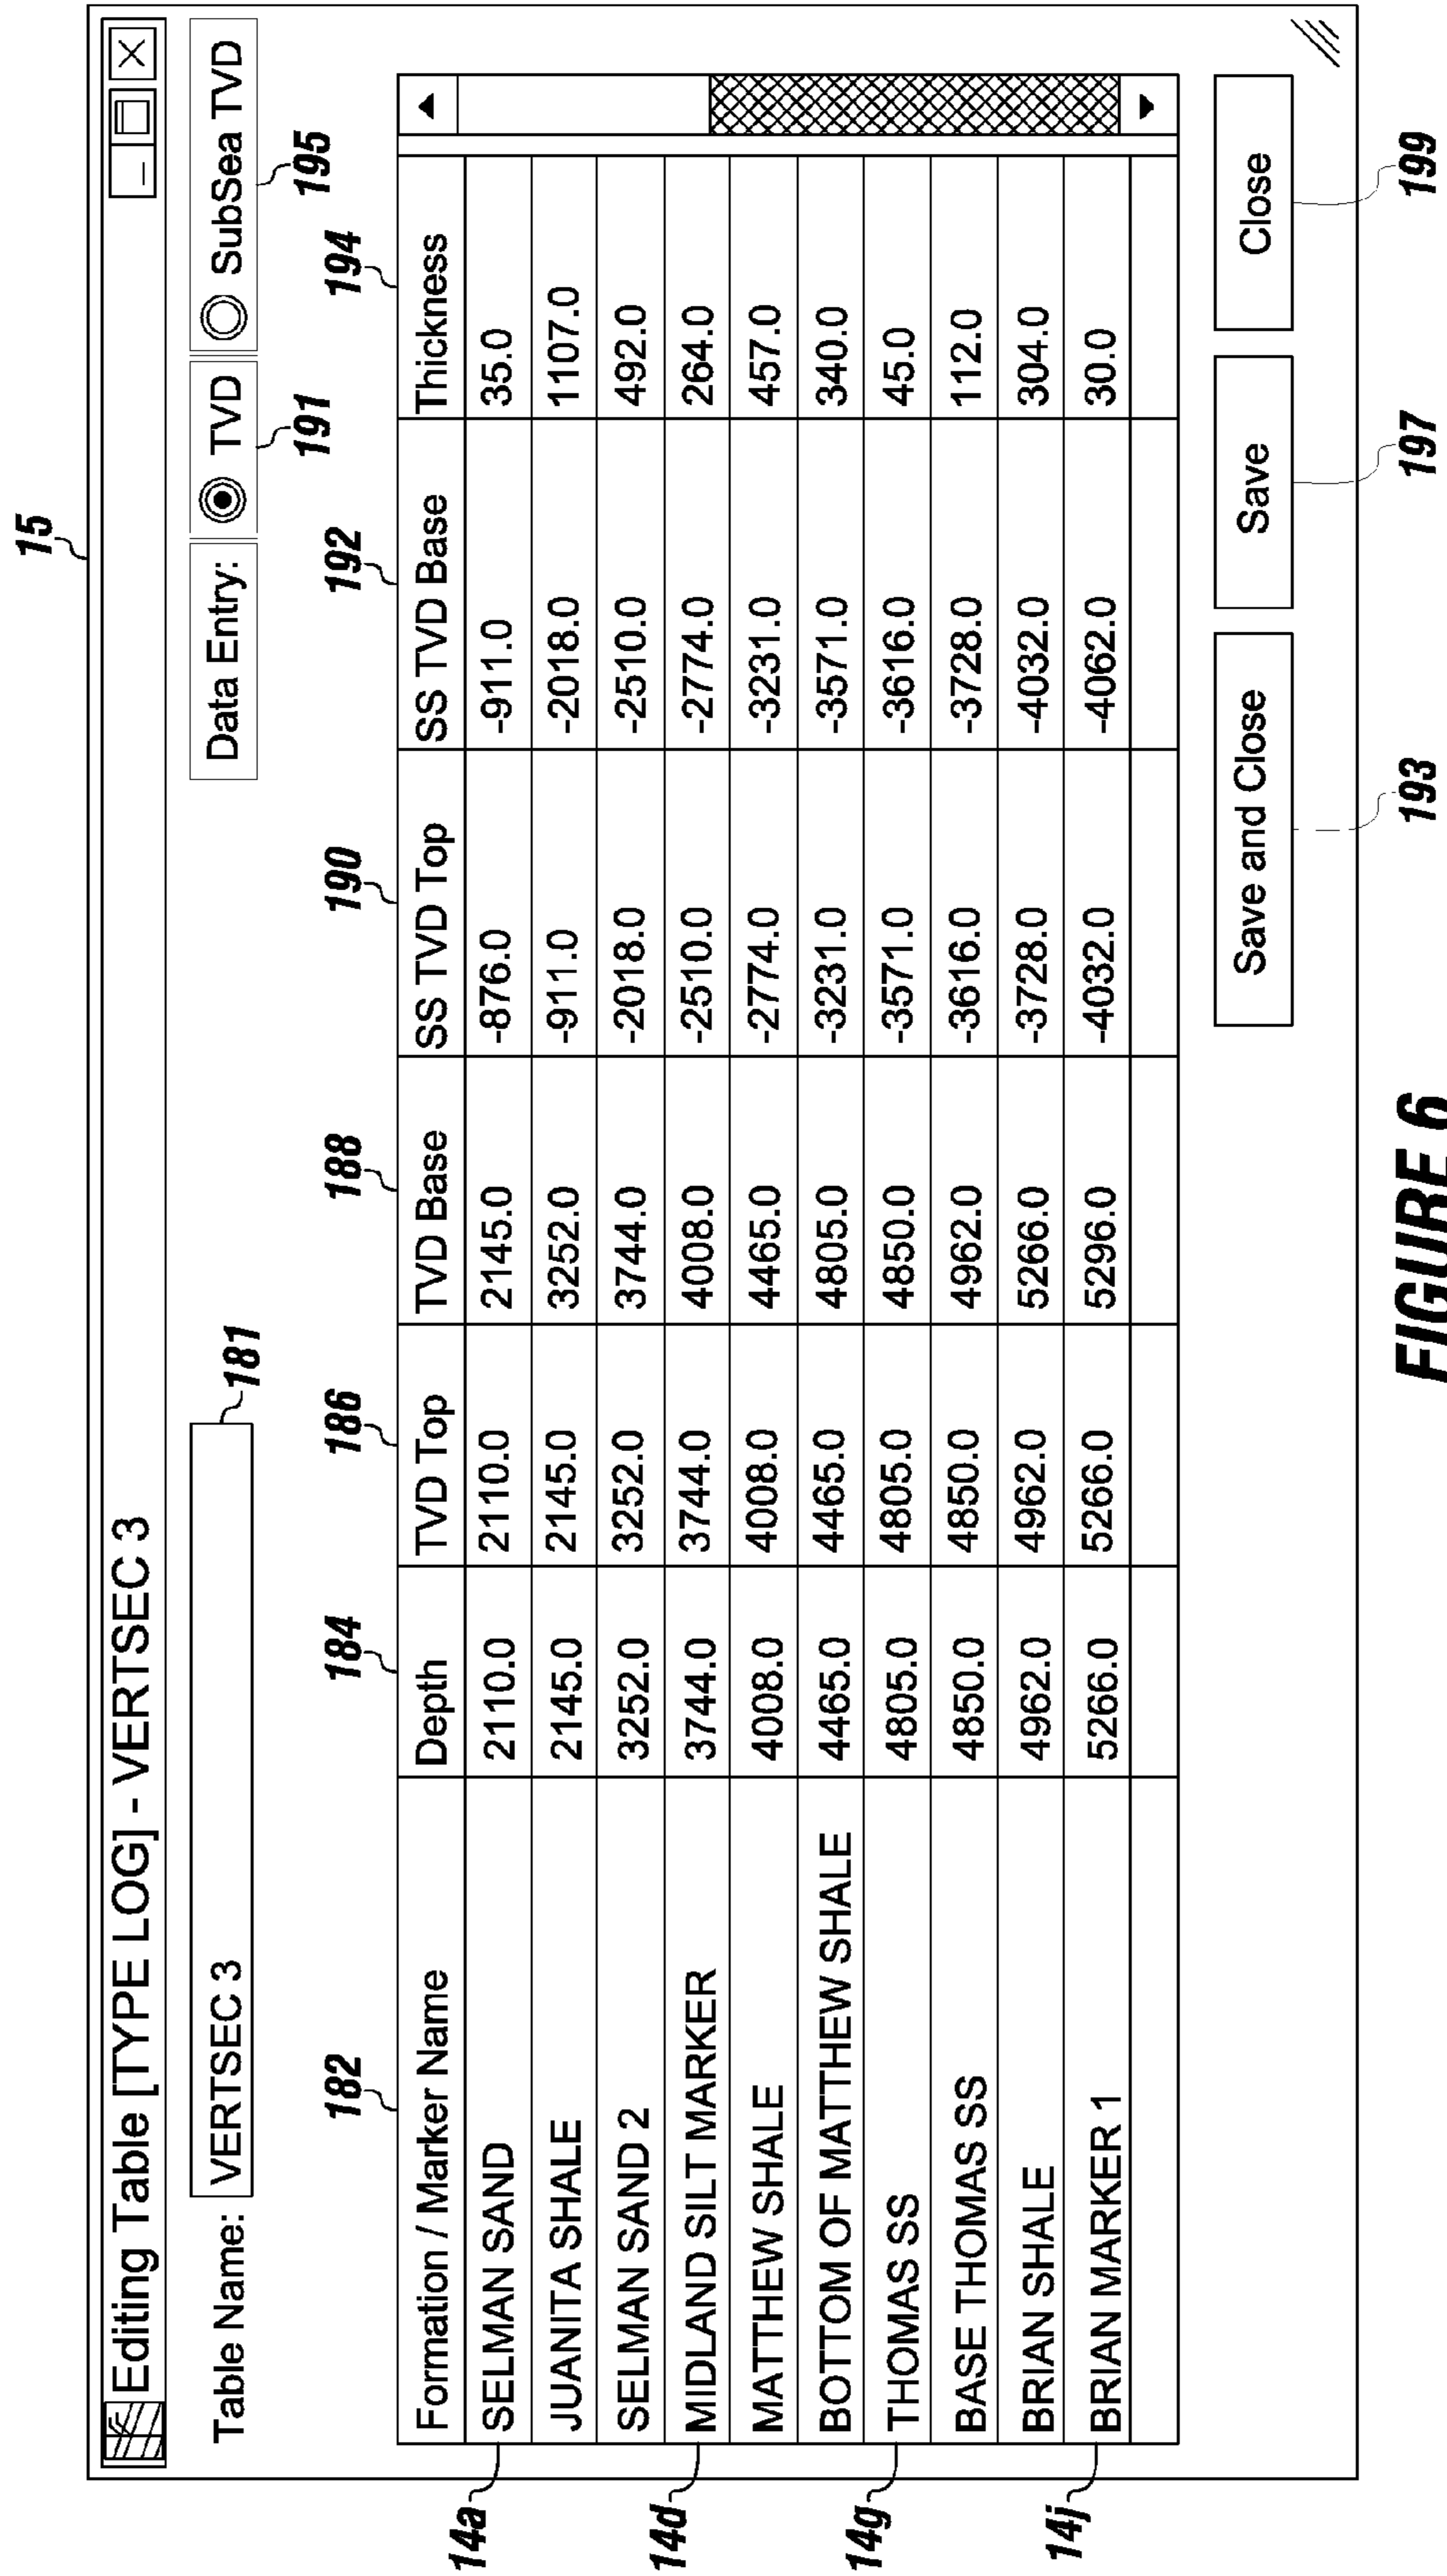 15
Editing Table [TYPE LOG] - VERTSEC 3
Table Name: VERTSEC 3 Data Entry: TVD SubSea TVD
181 191 195
182 184 186 188 190 192 194
Formation / Marker Name Depth TVD Top TVD Base SS TVD Top SS TVD Base Thickness
14a SELMAN SAND 2110.0 2110.0 2145.0 -876.0 -911.0 35.0
JUANITA SHALE 2145.0 2145.0 3252.0 -911.0 -2018.0 1107.0
SELMAN SAND 2 3252.0 3252.0 3744.0 -2018.0 -2510.0 492.0
14d MIDLAND SILT MARKER 3744.0 3744.0 4008.0 -2510.0 -2774.0 264.0
MATTHEW SHALE 4008.0 4008.0 4465.0 -2774.0 -3231.0 457.0
BOTTOM OF MATTHEW SHALE 4465.0 4465.0 4805.0 -3231.0 -3571.0 340.0
14g THOMAS SS 4805.0 4805.0 4850.0 -3571.0 -3616.0 45.0
BASE THOMAS SS 4850.0 4850.0 4962.0 -3616.0 -3728.0 112.0
BRIAN SHALE 4962.0 4962.0 5266.0 -3728.0 -4032.0 304.0
14j BRIAN MARKER 1 5266.0 5266.0 5296.0 -4032.0 -4062.0 30.0
Save and Close Save Close
193 197 199
FIGURE 6